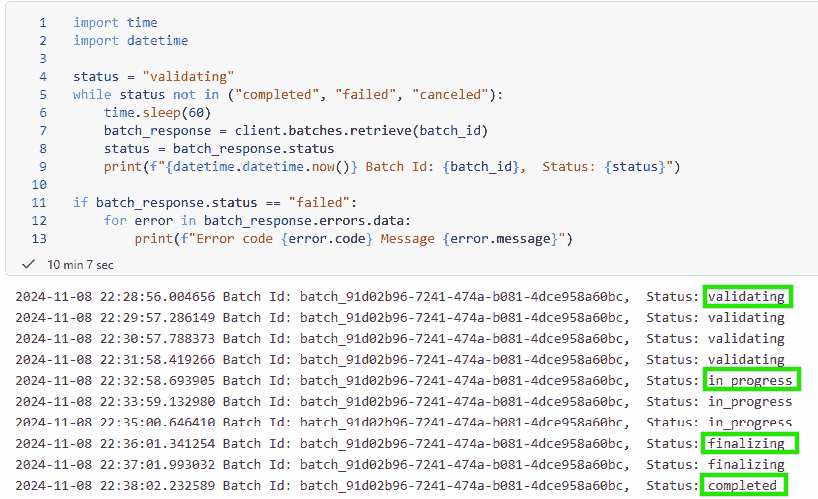 1 import time
2 import datetime
3
4 status = "validating"
5 while status not in ("completed", "failed", "canceled"):
6     time.sleep(60)
7     batch_response = client.batches.retrieve(batch_id)
8     status = batch_response.status
9     print(f"{datetime.datetime.now()} Batch Id: {batch_id},  Status: {status}")
10
11 if batch_response.status == "failed":
12     for error in batch_response.errors.data:
13         print(f"Error code {error.code} Message {error.message}")
10 min 7 sec
2024-11-08 22:28:56.004656 Batch Id: batch_91d02b96-7241-474a-b081-4dce958a60bc,  Status: validating
2024-11-08 22:29:57.286149 Batch Id: batch_91d02b96-7241-474a-b081-4dce958a60bc,  Status: validating
2024-11-08 22:30:57.788373 Batch Id: batch_91d02b96-7241-474a-b081-4dce958a60bc,  Status: validating
2024-11-08 22:31:58.419266 Batch Id: batch_91d02b96-7241-474a-b081-4dce958a60bc,  Status: validating
2024-11-08 22:32:58.693905 Batch Id: batch_91d02b96-7241-474a-b081-4dce958a60bc,  Status: in_progress
2024-11-08 22:33:59.132980 Batch Id: batch_91d02b96-7241-474a-b081-4dce958a60bc,  Status: in_progress
2024-11-08 22:35:00.646410 Batch Id: batch_91d02b96-7241-474a-b081-4dce958a60bc,  Status: in_progress
2024-11-08 22:36:01.341254 Batch Id: batch_91d02b96-7241-474a-b081-4dce958a60bc,  Status: finalizing
2024-11-08 22:37:01.993032 Batch Id: batch_91d02b96-7241-474a-b081-4dce958a60bc,  Status: finalizing
2024-11-08 22:38:02.232589 Batch Id: batch_91d02b96-7241-474a-b081-4dce958a60bc,  Status: completed